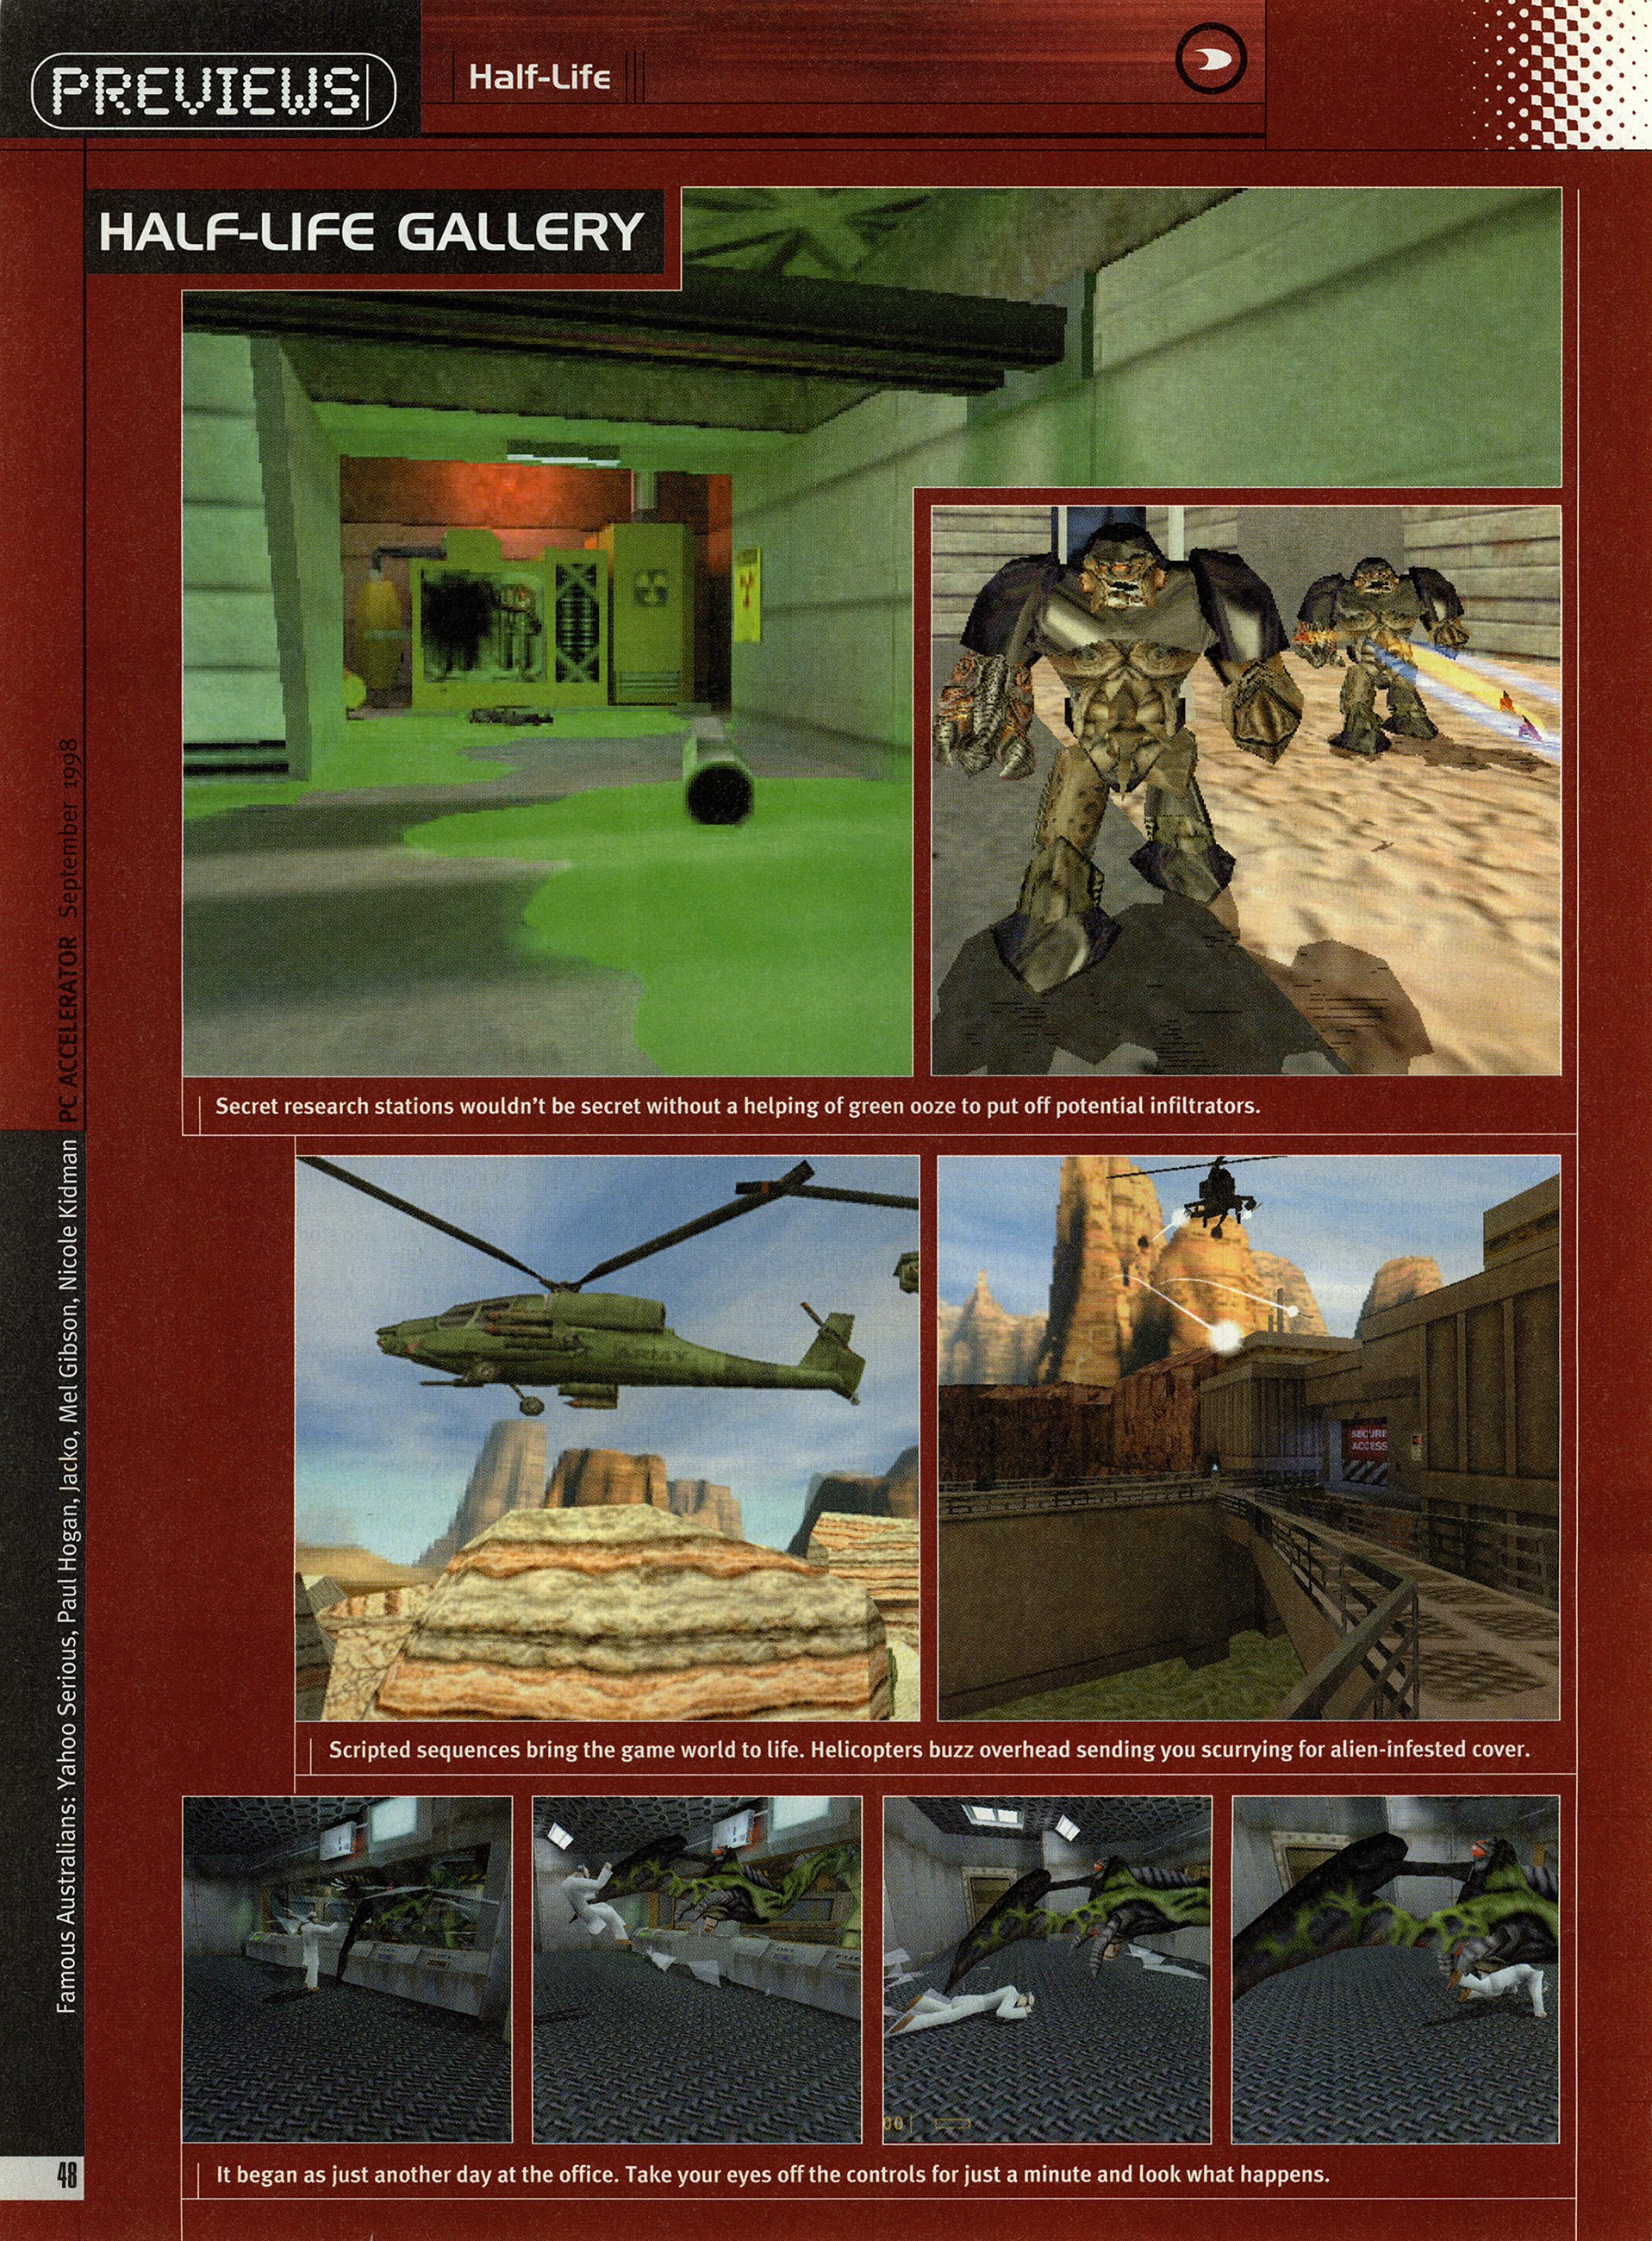 PREVIEWS
Half-Life
HALF-LIFE GALLERY
Secret research stations wouldn't be secret without a helping of green ooze to put off potential infiltrators.
ARMY
SECURE
ACCESS
Scripted sequences bring the game world to life. Helicopters buzz overhead sending you scurrying for alien-infested cover.
00
It began as just another day at the office. Take your eyes off the controls for just a minute and look what happens.
PC ACCELERATOR September 1998
Famous Australians: Yahoo Serious, Paul Hogan, Jacko, Mel Gibson, Nicole Kidman
48